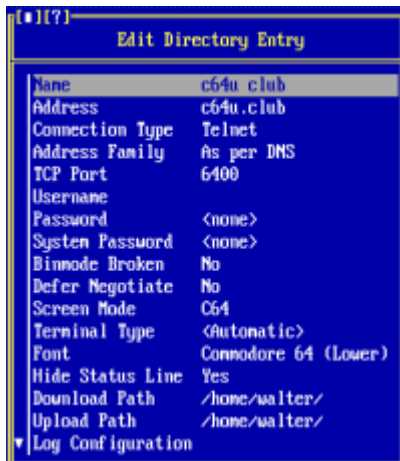 [■][?]
Edit Directory Entry
Name c64u club
Address c64u.club
Connection Type Telnet
Address Family As per DNS
TCP Port 6400
Username
Password <none>
System Password <none>
Binmode Broken No
Defer Negotiate No
Screen Mode C64
Terminal Type <Automatic>
Font Commodore 64 (Lower)
Hide Status Line Yes
Download Path /home/walter/
Upload Path /home/walter/
▼ Log Configuration